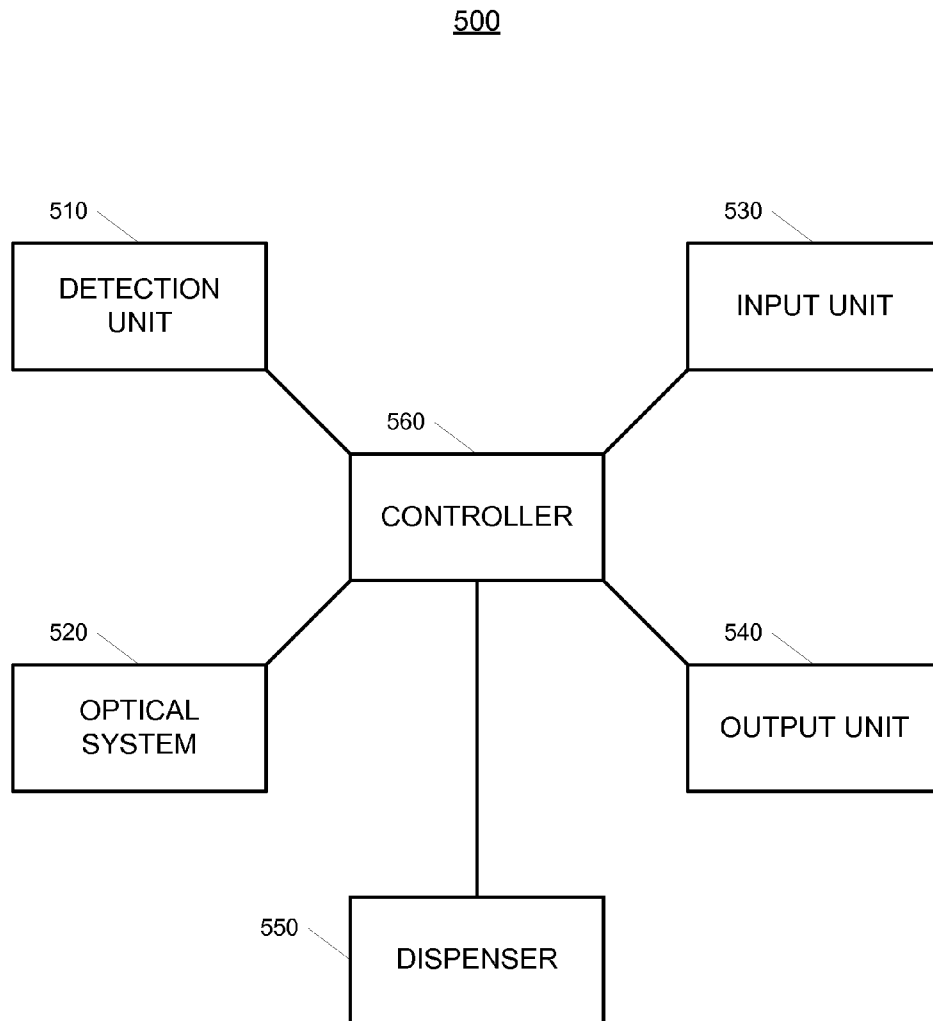 500
510
DETECTION
UNIT
530
INPUT UNIT
560
CONTROLLER
520
OPTICAL
SYSTEM
540
OUTPUT UNIT
550
DISPENSER